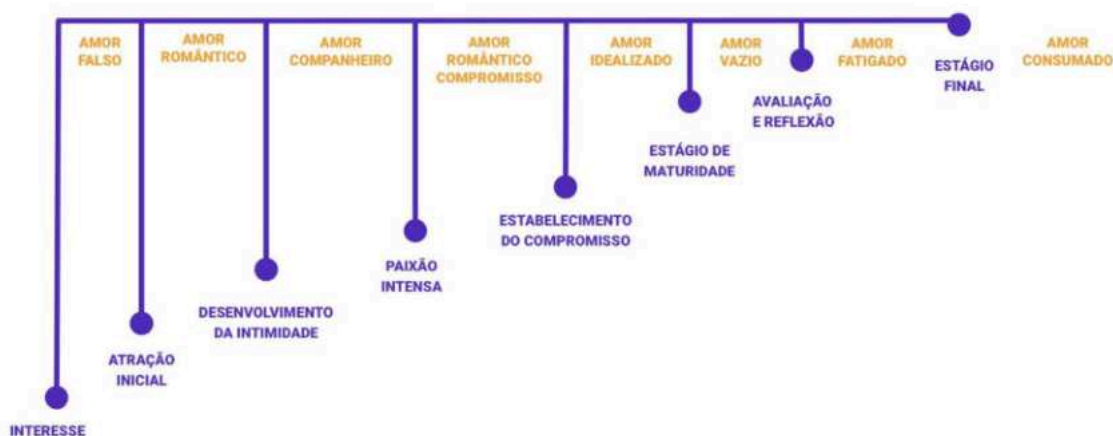 AMOR
FALSO
AMOR
ROMÂNTICO
AMOR
COMPANHEIRO
AMOR
ROMÂNTICO
COMPROMISSO
AMOR
IDEALIZADO
AMOR
VAZIO
AMOR
FATIGADO
AMOR
CONSUMADO
ESTÁGIO
FINAL
AVALIAÇÃO
E REFLEXÃO
ESTÁGIO DE
MATURIDADE
ESTABELECIMENTO
DO COMPROMISSO
PAIXÃO
INTENSA
DESENVOLVIMENTO
DA INTIMIDADE
ATRAÇÃO
INICIAL
INTERESSE